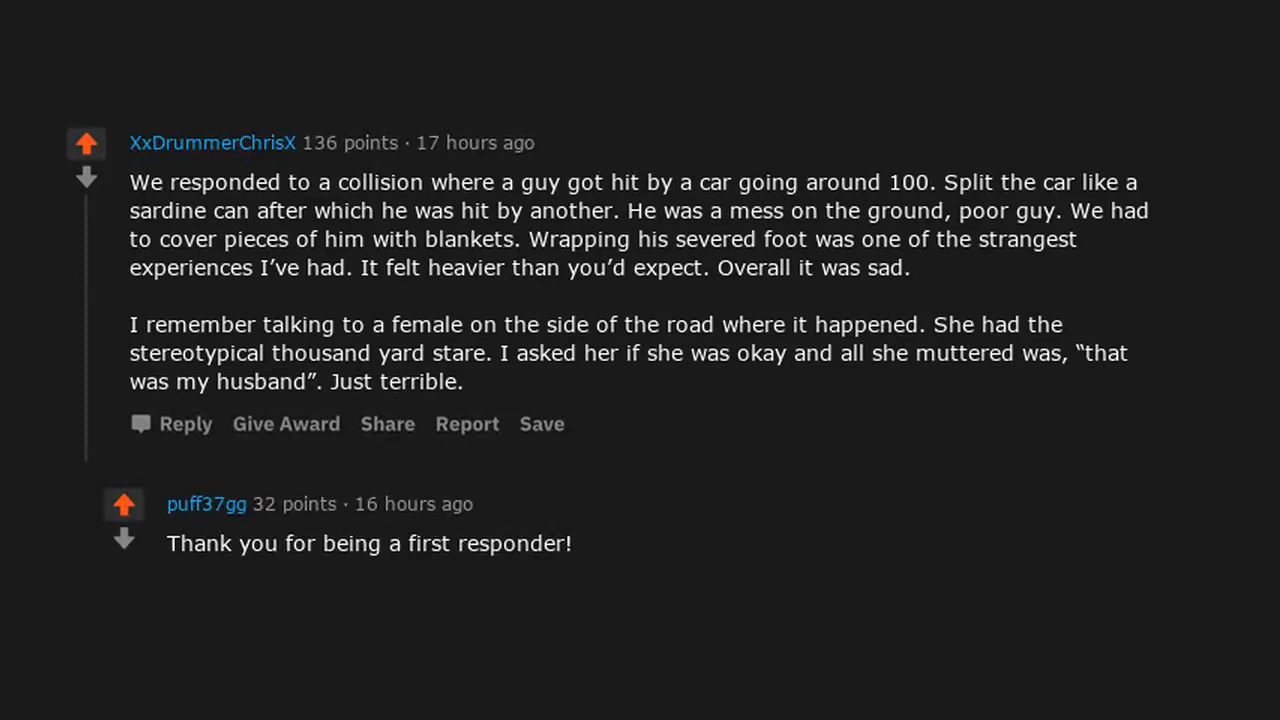 XxDrummerChrisX 136 points · 17 hours ago
We responded to a collision where a guy got hit by a car going around 100. Split the car like a
sardine can after which he was hit by another. He was a mess on the ground, poor guy. We had
to cover pieces of him with blankets. Wrapping his severed foot was one of the strangest
experiences I’ve had. It felt heavier than you’d expect. Overall it was sad.
I remember talking to a female on the side of the road where it happened. She had the
stereotypical thousand yard stare. I asked her if she was okay and all she muttered was, “that
was my husband”. Just terrible.
Reply Give Award Share Report Save
puff37gg 32 points · 16 hours ago
Thank you for being a first responder!